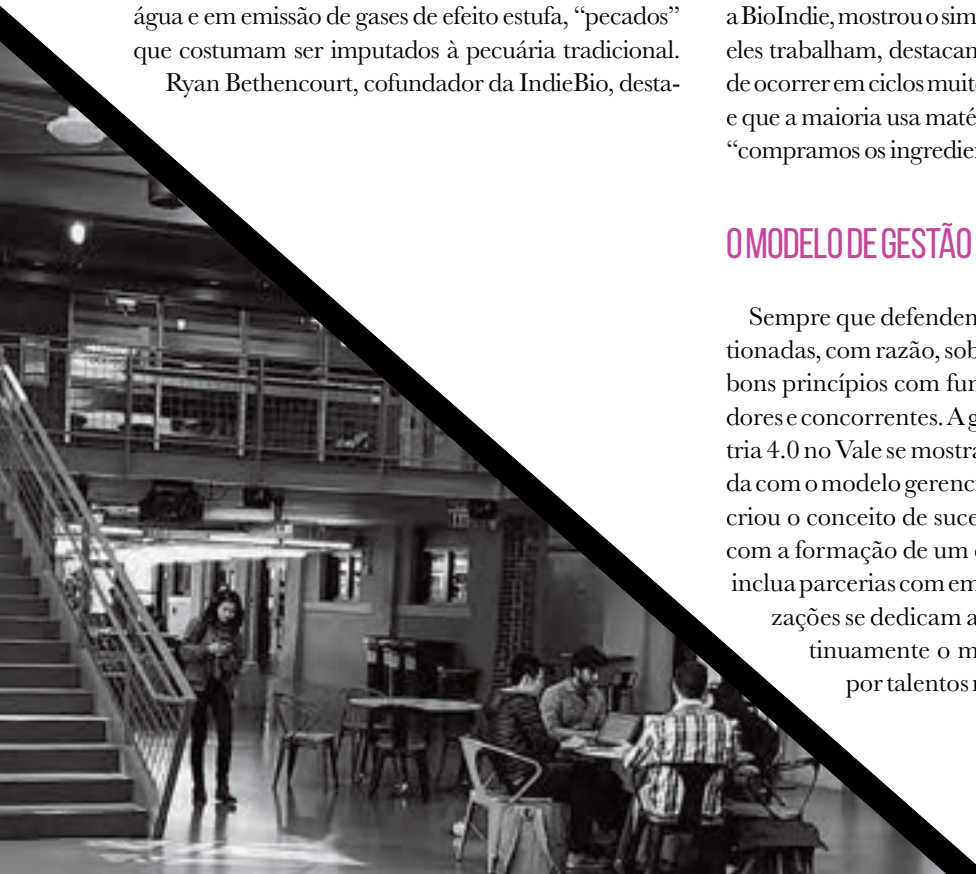 água e em emissão de gases de efeito estufa, “pecados”
que costumam ser imputados à pecuária tradicional.
Ryan Bethencourt, cofundador da IndieBio, desta-
a BioIndie, mostrou o sim
eles trabalham, destacan
de ocorrer em ciclos muit
e que a maioria usa maté
“compramos os ingredie
O MODELO DE GESTÃO
Sempre que defenden
tionadas, com razão, sob
bons princípios com fun
dores e concorrentes. A g
tria 4.0 no Vale se mostra
da com o modelo gerenci
criou o conceito de suce
com a formação de um
inclua parcerias com em
zações se dedicam a
tinuamente o m
por talentos